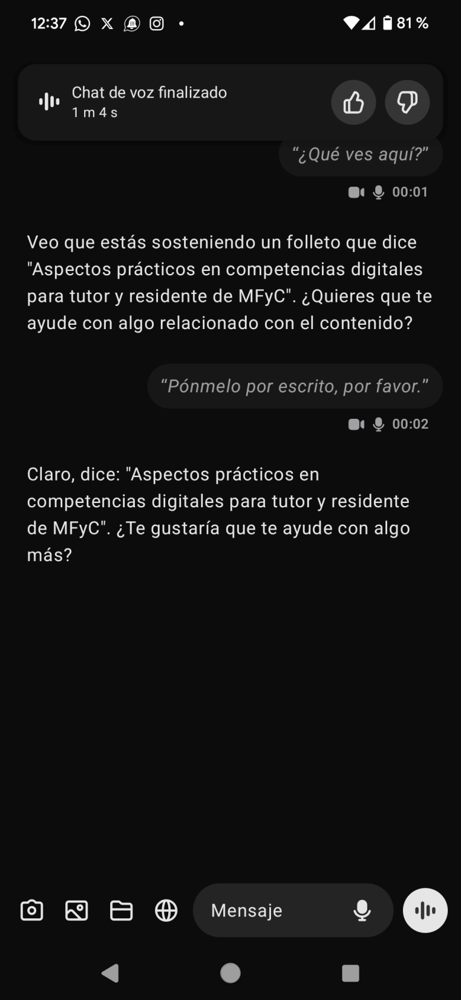 12:37
81 %
Chat de voz finalizado
1 m 4 s
“¿Qué ves aquí?”
00:01
Veo que estás sosteniendo un folleto que dice
"Aspectos prácticos en competencias digitales
para tutor y residente de MFyC". ¿Quieres que te
ayude con algo relacionado con el contenido?
“Pónmelo por escrito, por favor.”
00:02
Claro, dice: "Aspectos prácticos en
competencias digitales para tutor y residente
de MFyC". ¿Te gustaría que te ayude con algo
más?
Mensaje